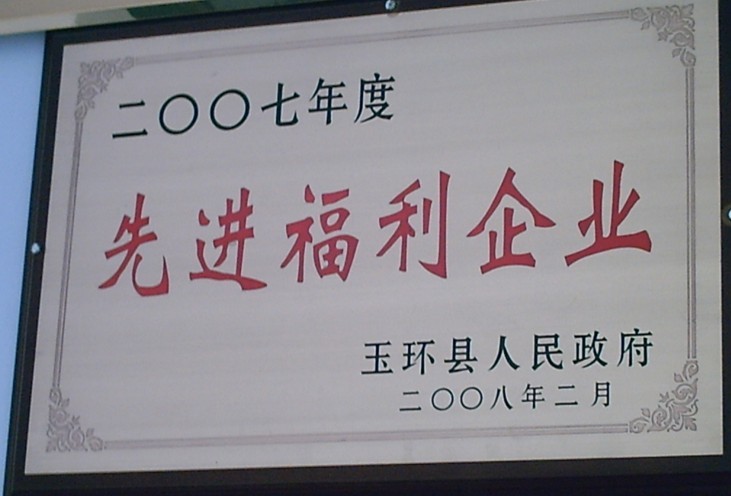 二〇〇七年度
先进福利企业
玉环县人民政府
二〇〇八年二月